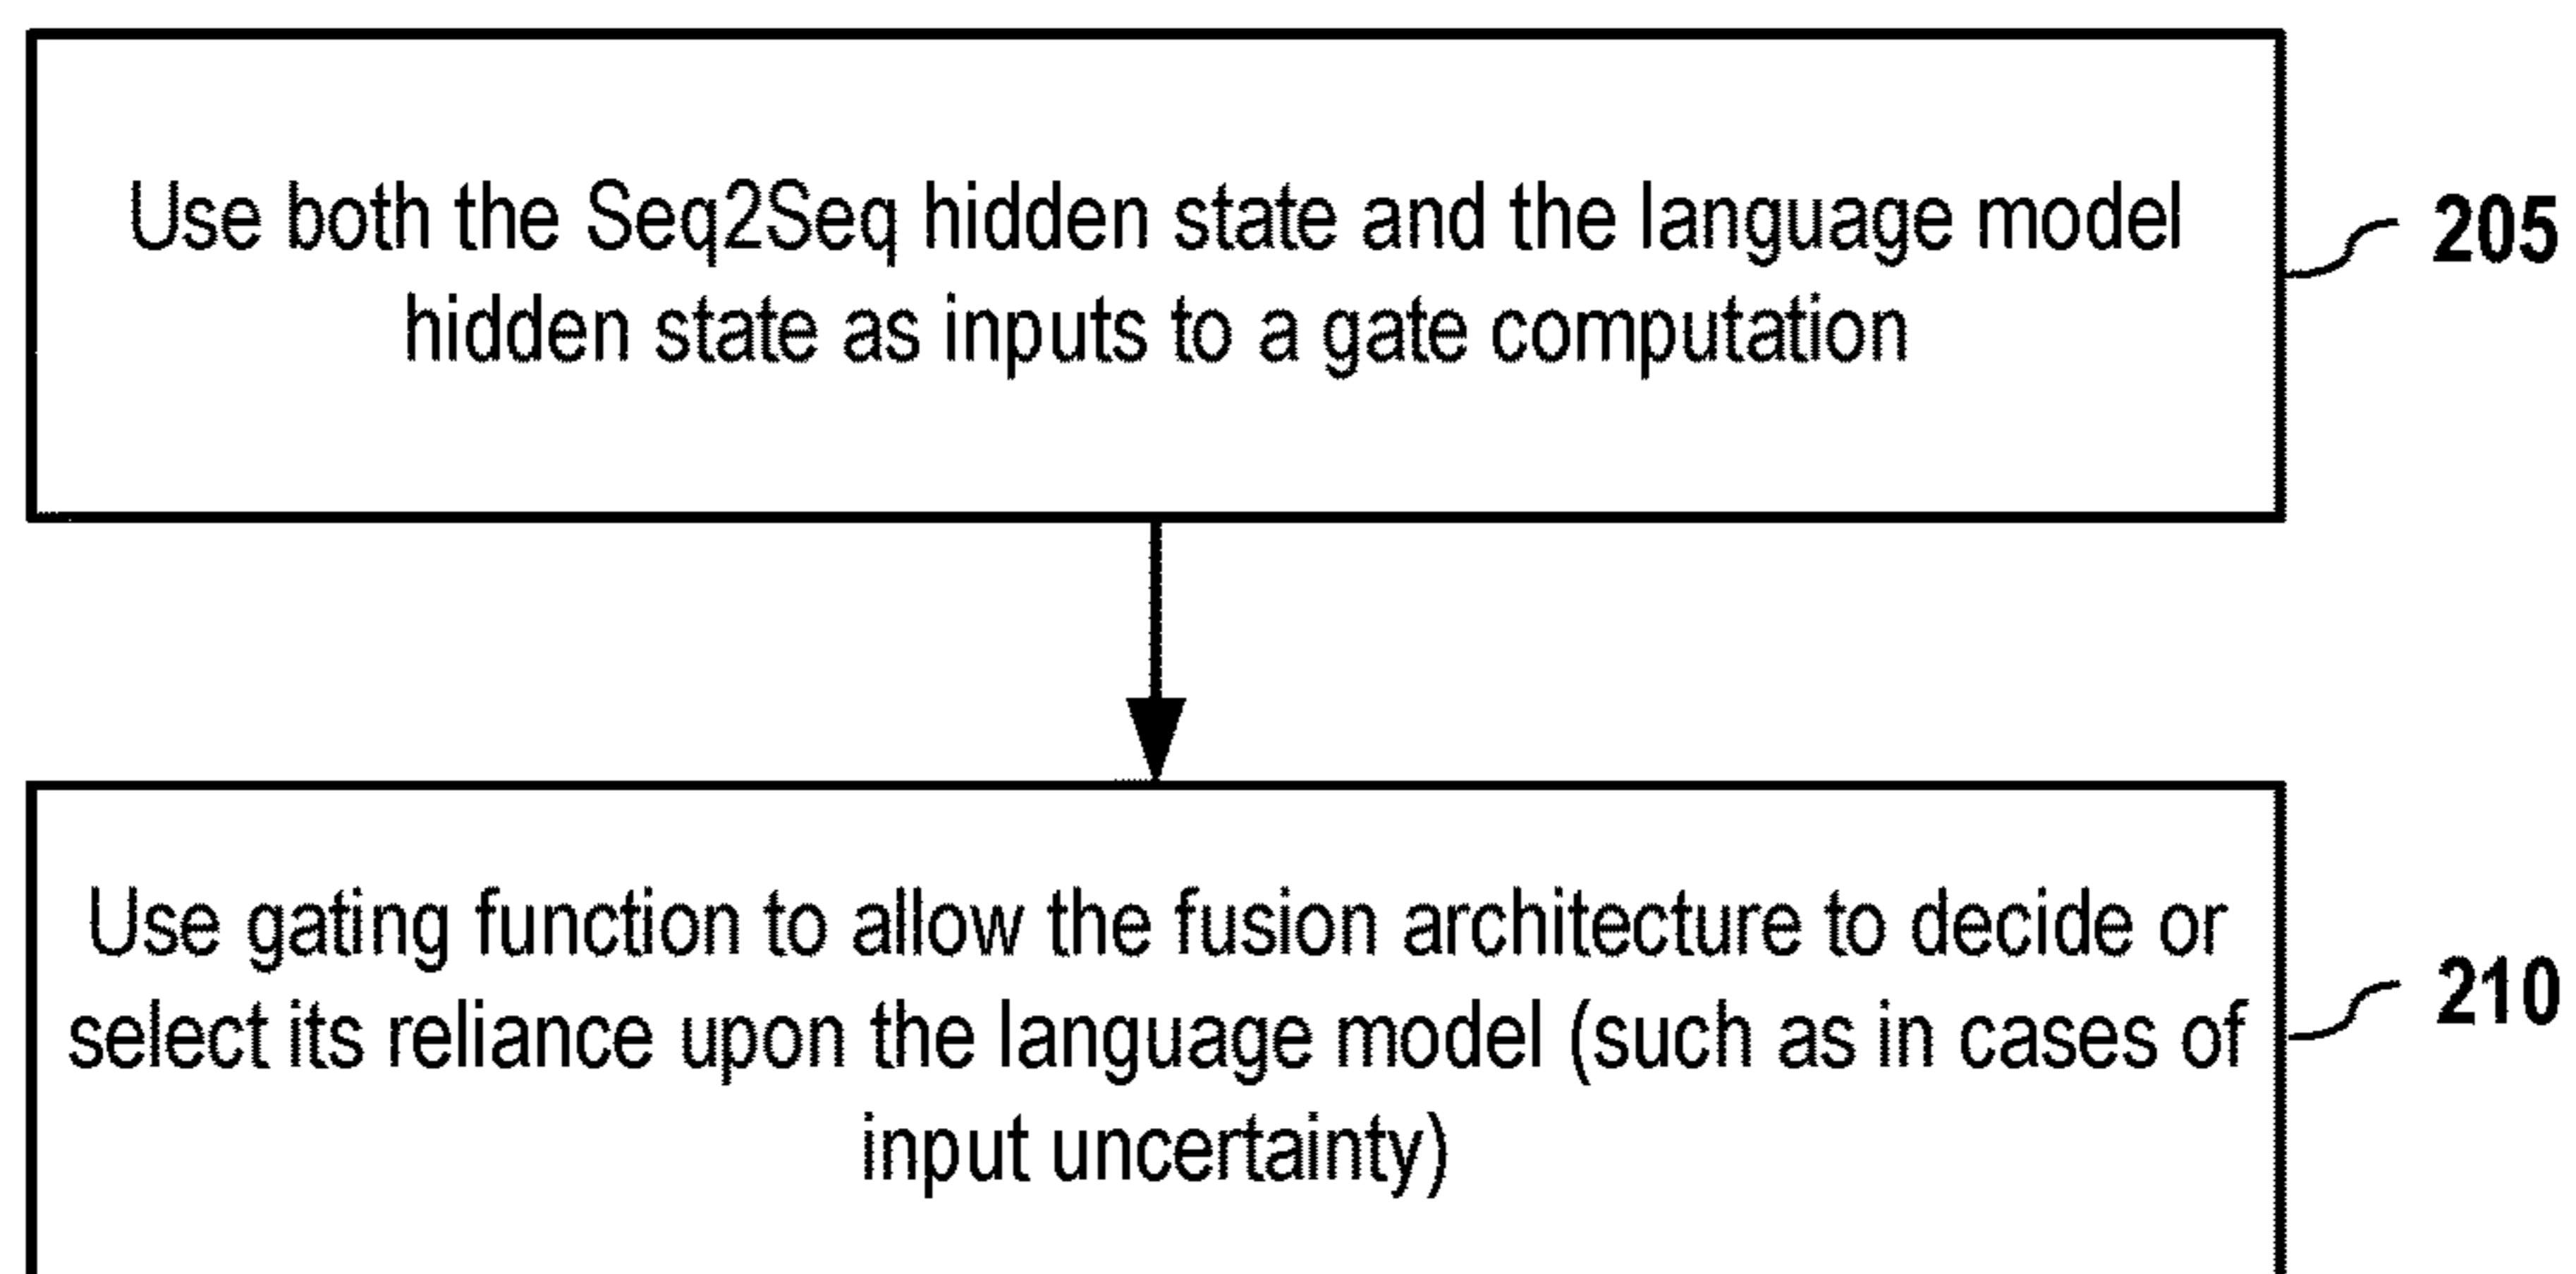 Use both the Seq2Seq hidden state and the language model
hidden state as inputs to a gate computation
205
Use gating function to allow the fusion architecture to decide or
select its reliance upon the language model (such as in cases of
input uncertainty)
210